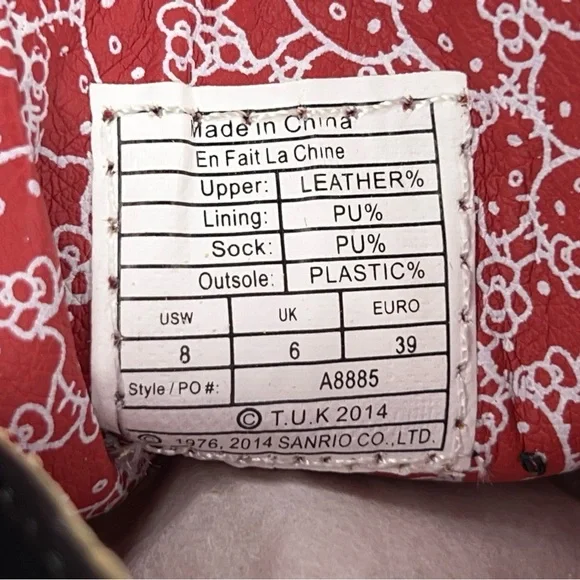 Made in China
En Fait La Chine
Upper: LEATHER%
Lining: PU%
Sock: PU%
Outsole: PLASTIC%
USW UK EURO
8 6 39
Style / PO #: A8885
© T.U.K 2014
© 1976, 2014 SANRIO CO., LTD.